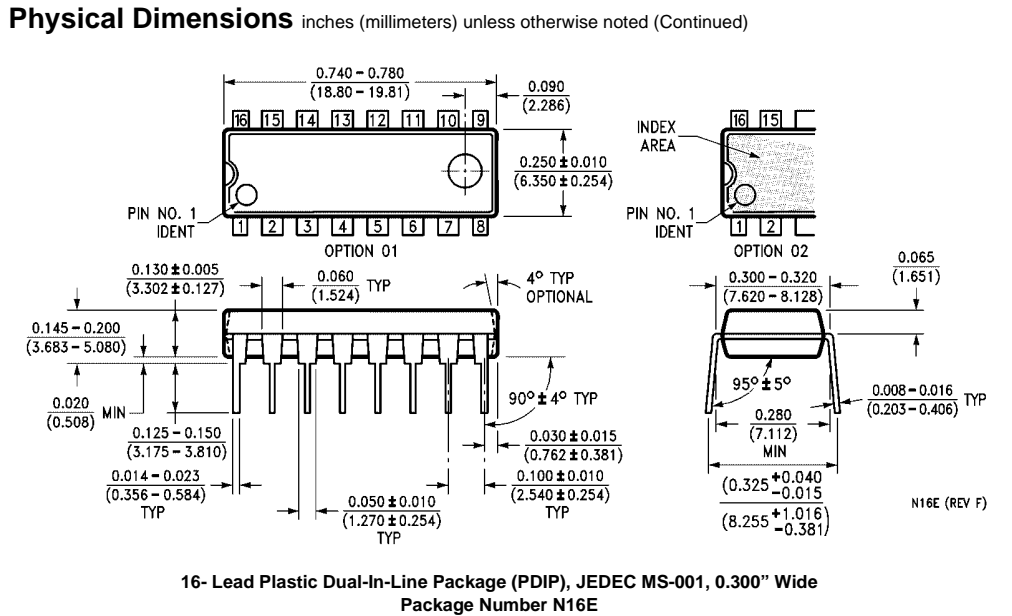 Physical Dimensions inches (millimeters) unless otherwise noted (Continued)
0.740 – 0.780
(18.80 – 19.81)
0.090
(2.286)
16 15 14 13 12 11 10 9
INDEX
AREA
16 15
0.250 ± 0.010
(6.350 ± 0.254)
PIN NO. 1
IDENT
1 2 3 4 5 6 7 8
OPTION 01
PIN NO. 1
IDENT
1 2
OPTION 02
0.065
(1.651)
0.130 ± 0.005
(3.302 ± 0.127)
0.060
(1.524)
TYP
4º TYP
OPTIONAL
0.300 – 0.320
(7.620 – 8.128)
0.145 – 0.200
(3.683 – 5.080)
0.020
(0.508)
MIN
0.125 – 0.150
(3.175 – 3.810)
90º ± 4º TYP
95º ± 5º
0.008 – 0.016
(0.203 – 0.406)
TYP
0.280
(7.112)
MIN
0.030 ± 0.015
(0.762 ± 0.381)
0.014 – 0.023
(0.356 – 0.584)
TYP
0.050 ± 0.010
(1.270 ± 0.254)
TYP
0.100 ± 0.010
(2.540 ± 0.254)
TYP
(0.325 +0.040
–0.015
(8.255 +1.016
–0.381)
N16E (REV F)
16- Lead Plastic Dual-In-Line Package (PDIP), JEDEC MS-001, 0.300” Wide
Package Number N16E